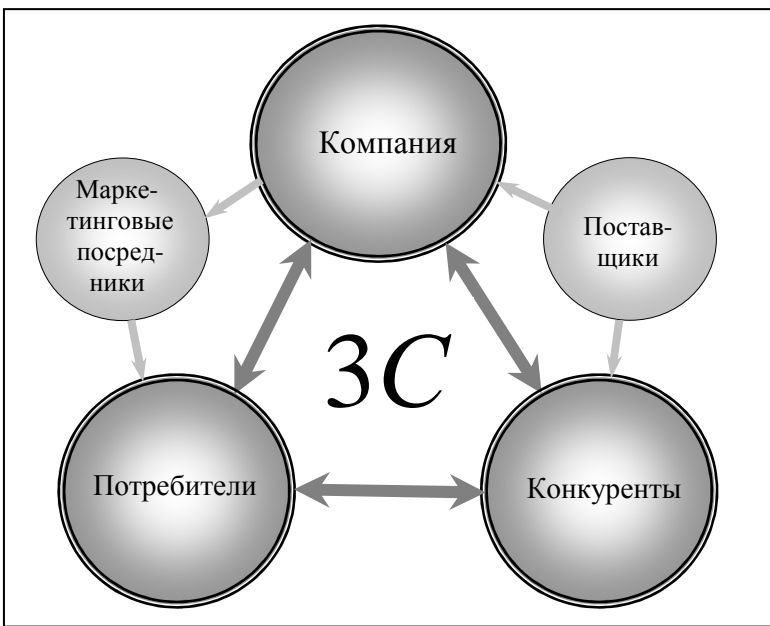 Компания
Марке-
тинговые
посред-
ники
Постав-
щики
3C
Потребители
Конкуренты